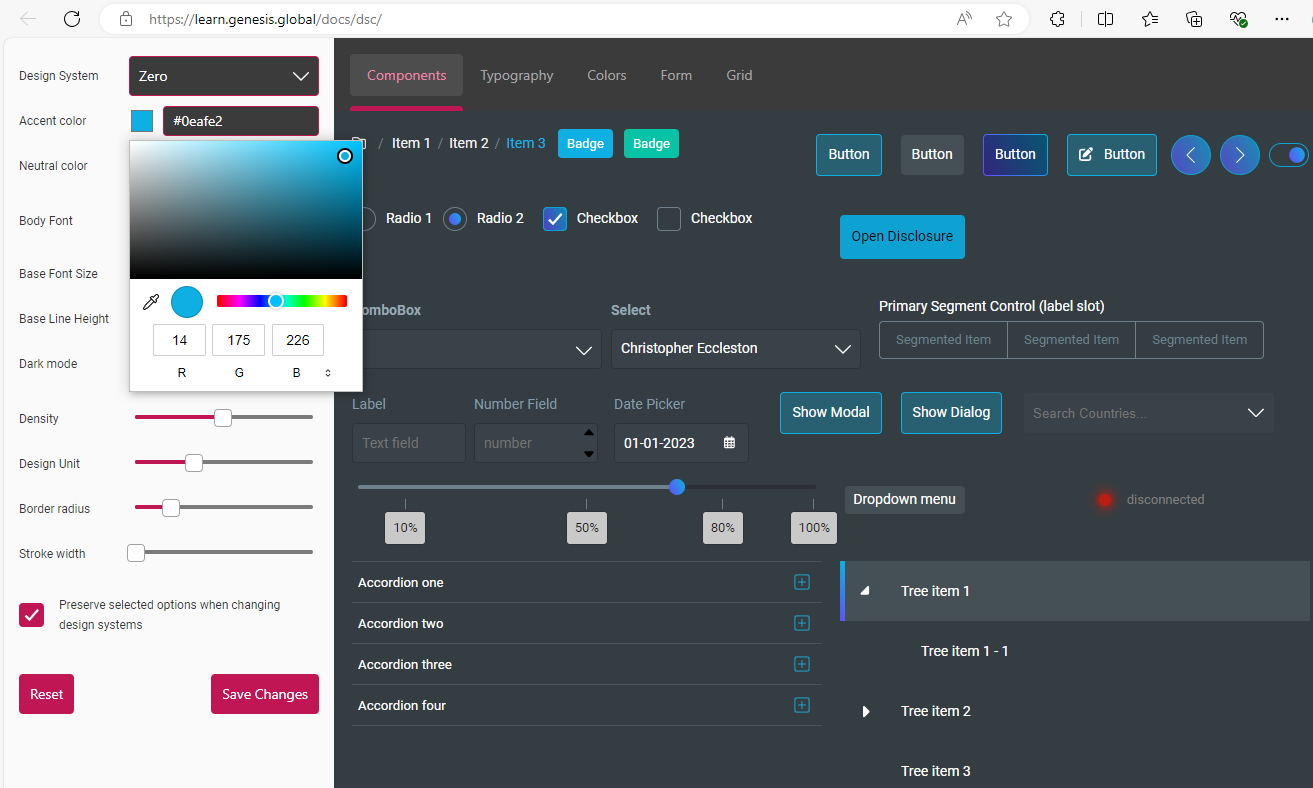 https://learn.genesis.global/docs/dsc/
Design System
Zero
Accent color
#0eafe2
Neutral color
Body Font
Base Font Size
Base Line Height
Dark mode
14 175 226
R G B
Density
Design Unit
Border radius
Stroke width
Preserve selected options when changing
design systems
Reset
Save Changes
Components Typography Colors Form Grid
/ Item 1 / Item 2 / Item 3 Badge Badge
Button Button Button Button
Radio 1 Radio 2 Checkbox Checkbox
Open Disclosure
omboBox
Select
Christopher Eccleston
Primary Segment Control (label slot)
Segmented Item Segmented Item Segmented Item
Label Number Field Date Picker
Text field number 01-01-2023
Show Modal Show Dialog Search Countries...
10% 50% 80% 100%
Dropdown menu disconnected
Accordion one
Accordion two
Accordion three
Accordion four
Tree item 1
Tree item 1 - 1
Tree item 2
Tree item 3